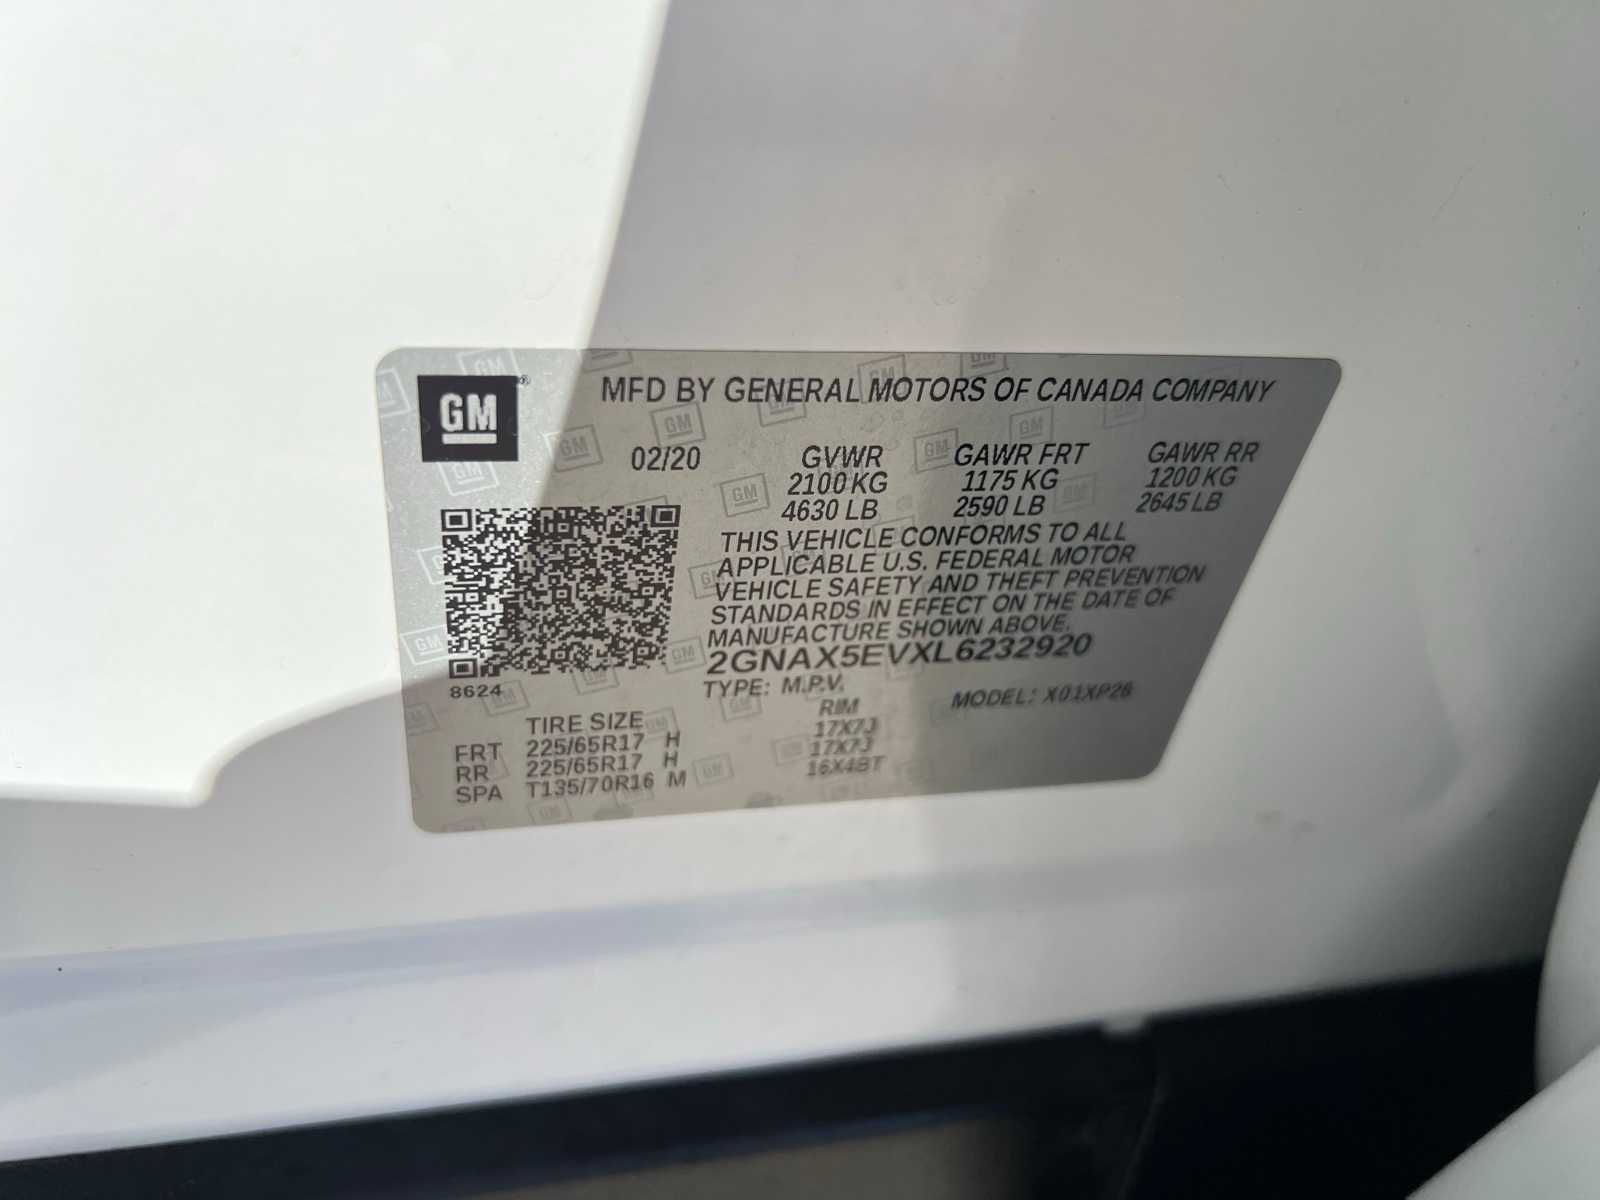 GM
MFD BY GENERAL MOTORS OF CANADA COMPANY
02/20 GVWR GAWR FRT GAWR RR
2100 KG 1175 KG 1200 KG
4630 LB 2590 LB 2645 LB
THIS VEHICLE CONFORMS TO ALL
APPLICABLE U.S. FEDERAL MOTOR
VEHICLE SAFETY AND THEFT PREVENTION
STANDARDS IN EFFECT ON THE DATE OF
MANUFACTURE SHOWN ABOVE.
2GNAX5EVXL6232920
8624
TYPE: M.P.V. MODEL: X01XP26
TIRE SIZE RIM
FRT 225/65R17 H 17X7J
RR 225/65R17 H 17X7J
SPA T135/70R16 M 16X4BT